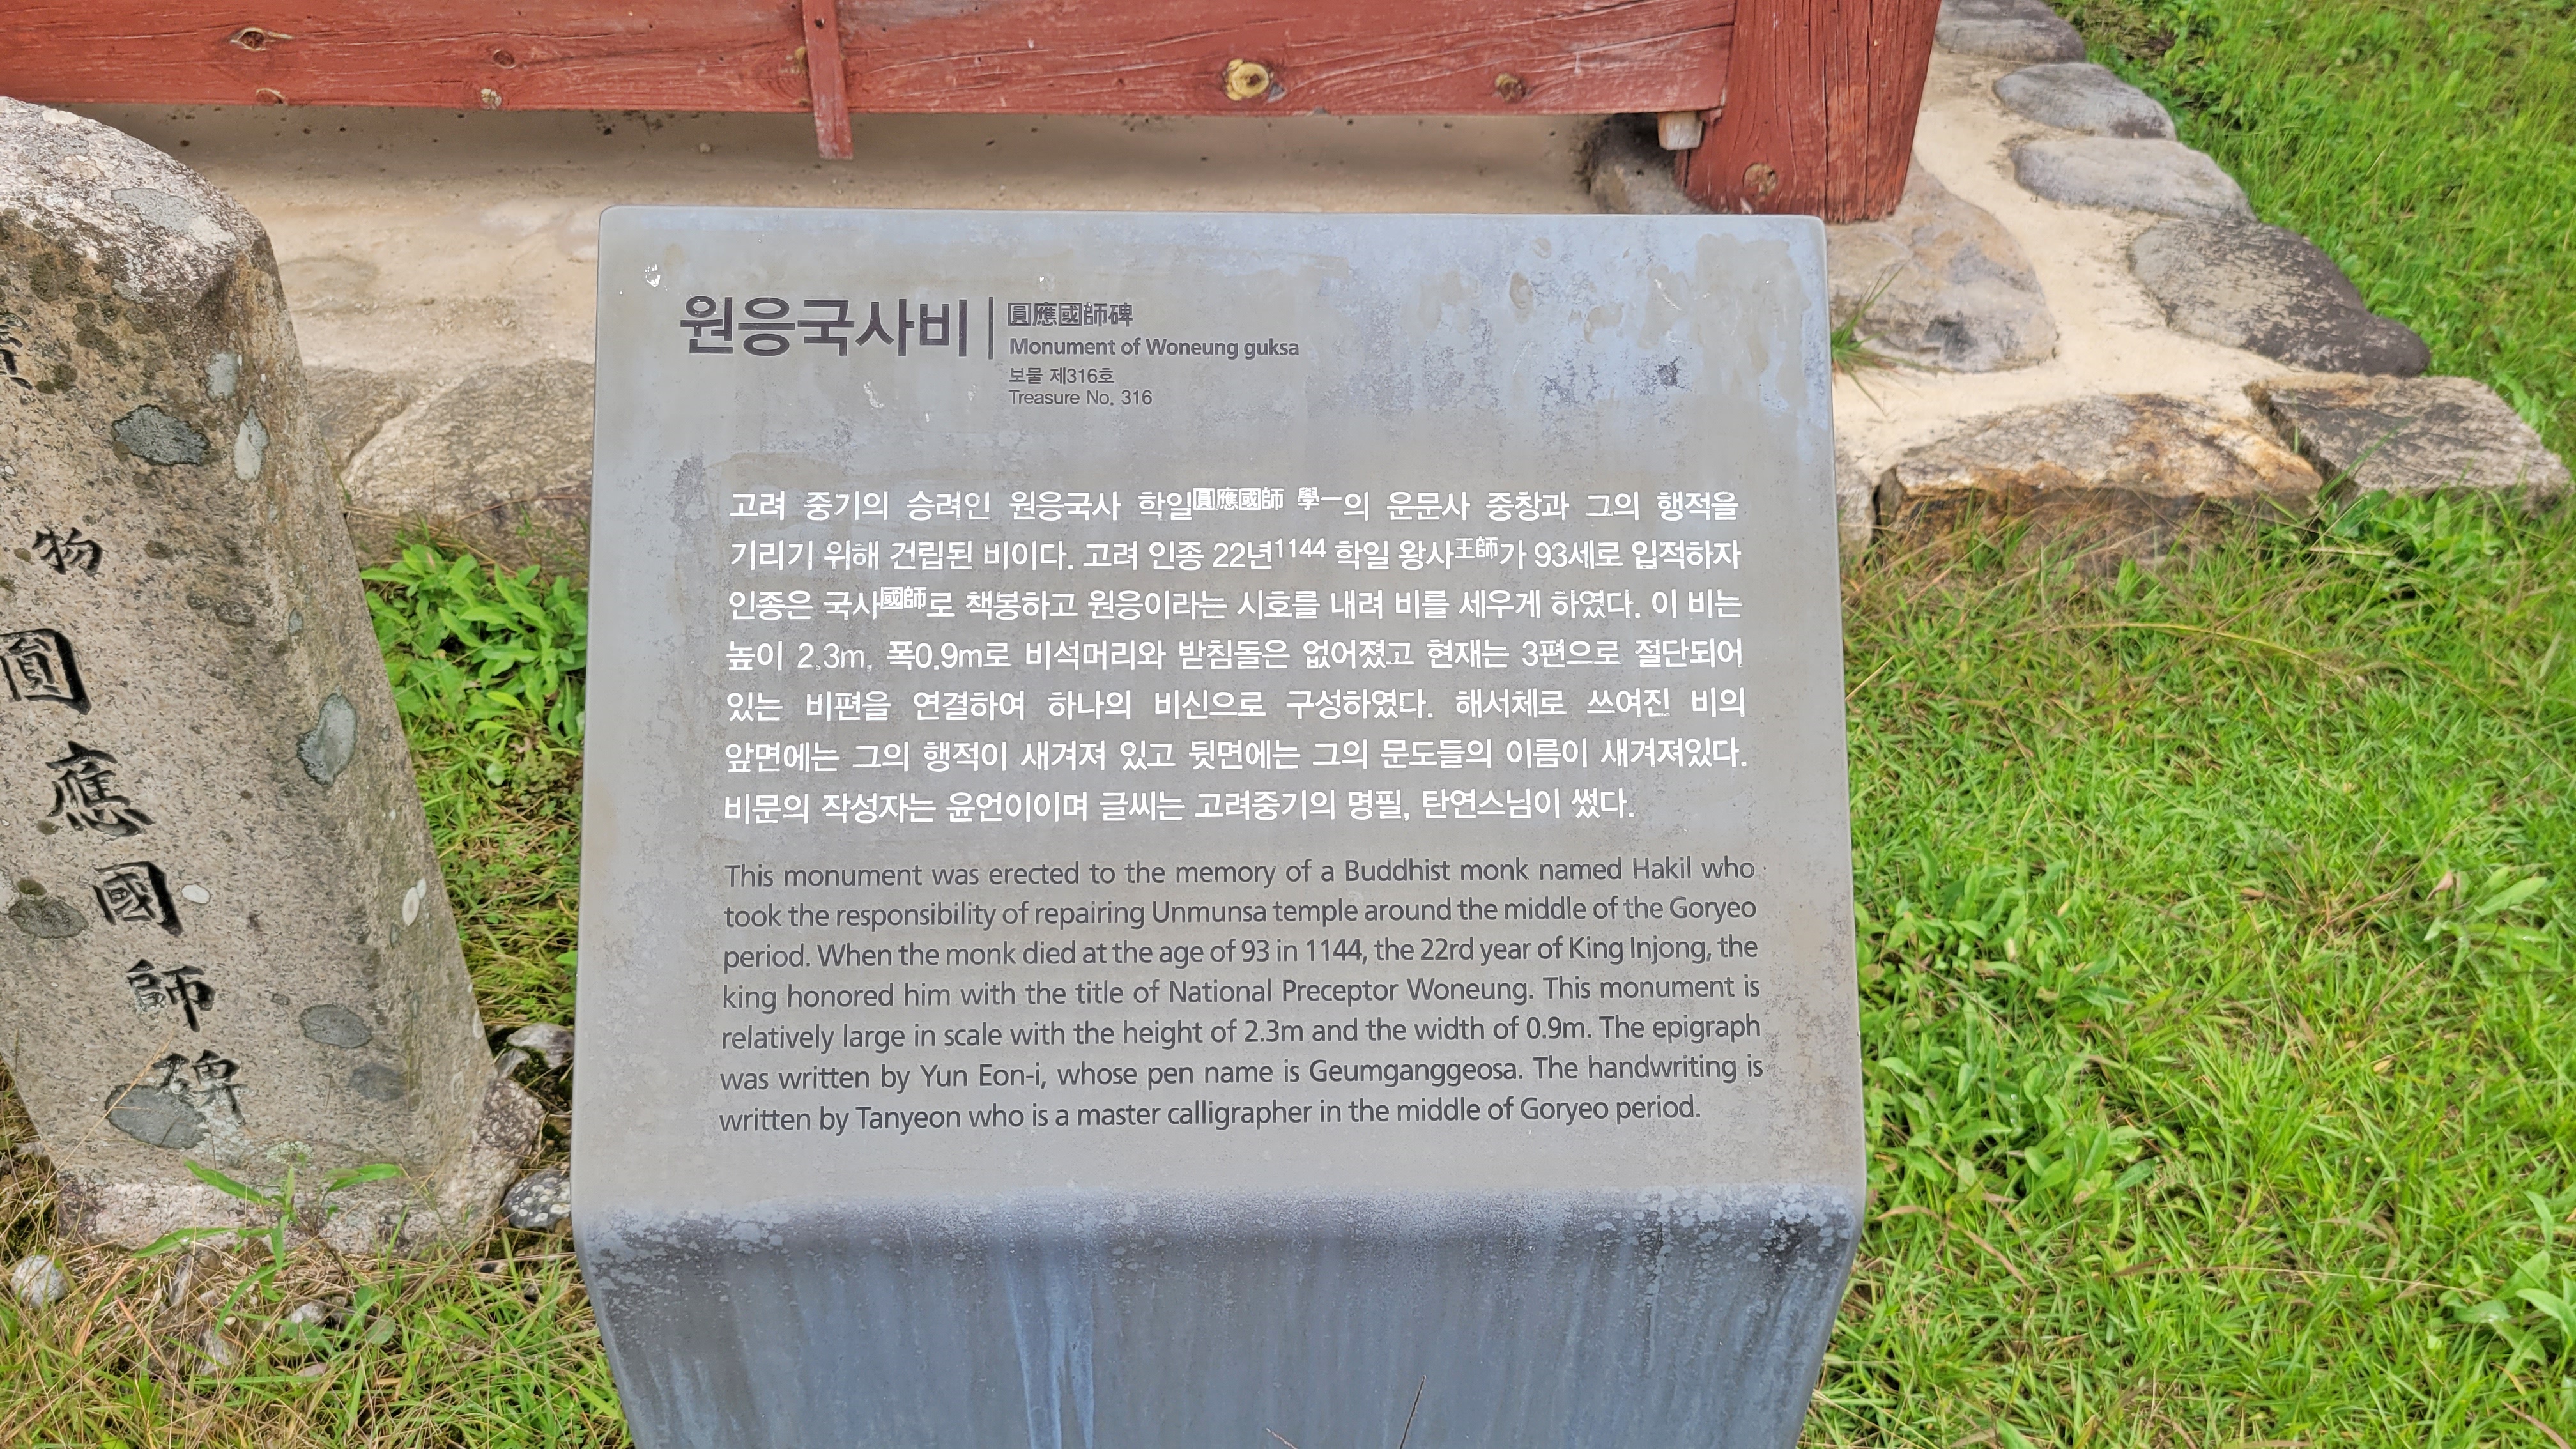 원응국사비
圓應國師碑
Monument of Woneung guksa
보물 제316호
Treasure No. 316
고려 중기의 승려인 원응국사 학일圓應國師 學一의 운문사 중창과 그의 행적을
기리기 위해 건립된 비이다. 고려 인종 22년1144 학일 왕사王師가 93세로 입적하자
인종은 국사國師로 책봉하고 원응이라는 시호를 내려 비를 세우게 하였다. 이 비는
높이 2.3m, 폭0.9m로 비석머리와 받침돌은 없어졌고 현재는 3편으로 절단되어
있는 비편을 연결하여 하나의 비신으로 구성하였다. 해서체로 쓰여진 비의
앞면에는 그의 행적이 새겨져 있고 뒷면에는 그의 문도들의 이름이 새겨져있다.
비문의 작성자는 윤언이이며 글씨는 고려중기의 명필, 탄연스님이 썼다.
This monument was erected to the memory of a Buddhist monk named Hakil who
took the responsibility of repairing Unmunsa temple around the middle of the Goryeo
period. When the monk died at the age of 93 in 1144, the 22rd year of King Injong, the
king honored him with the title of National Preceptor Woneung. This monument is
relatively large in scale with the height of 2.3m and the width of 0.9m. The epigraph
was written by Yun Eon-i, whose pen name is Geumganggeosa. The handwriting is
written by Tanyeon who is a master calligrapher in the middle of Goryeo period.
物 圓應國師碑